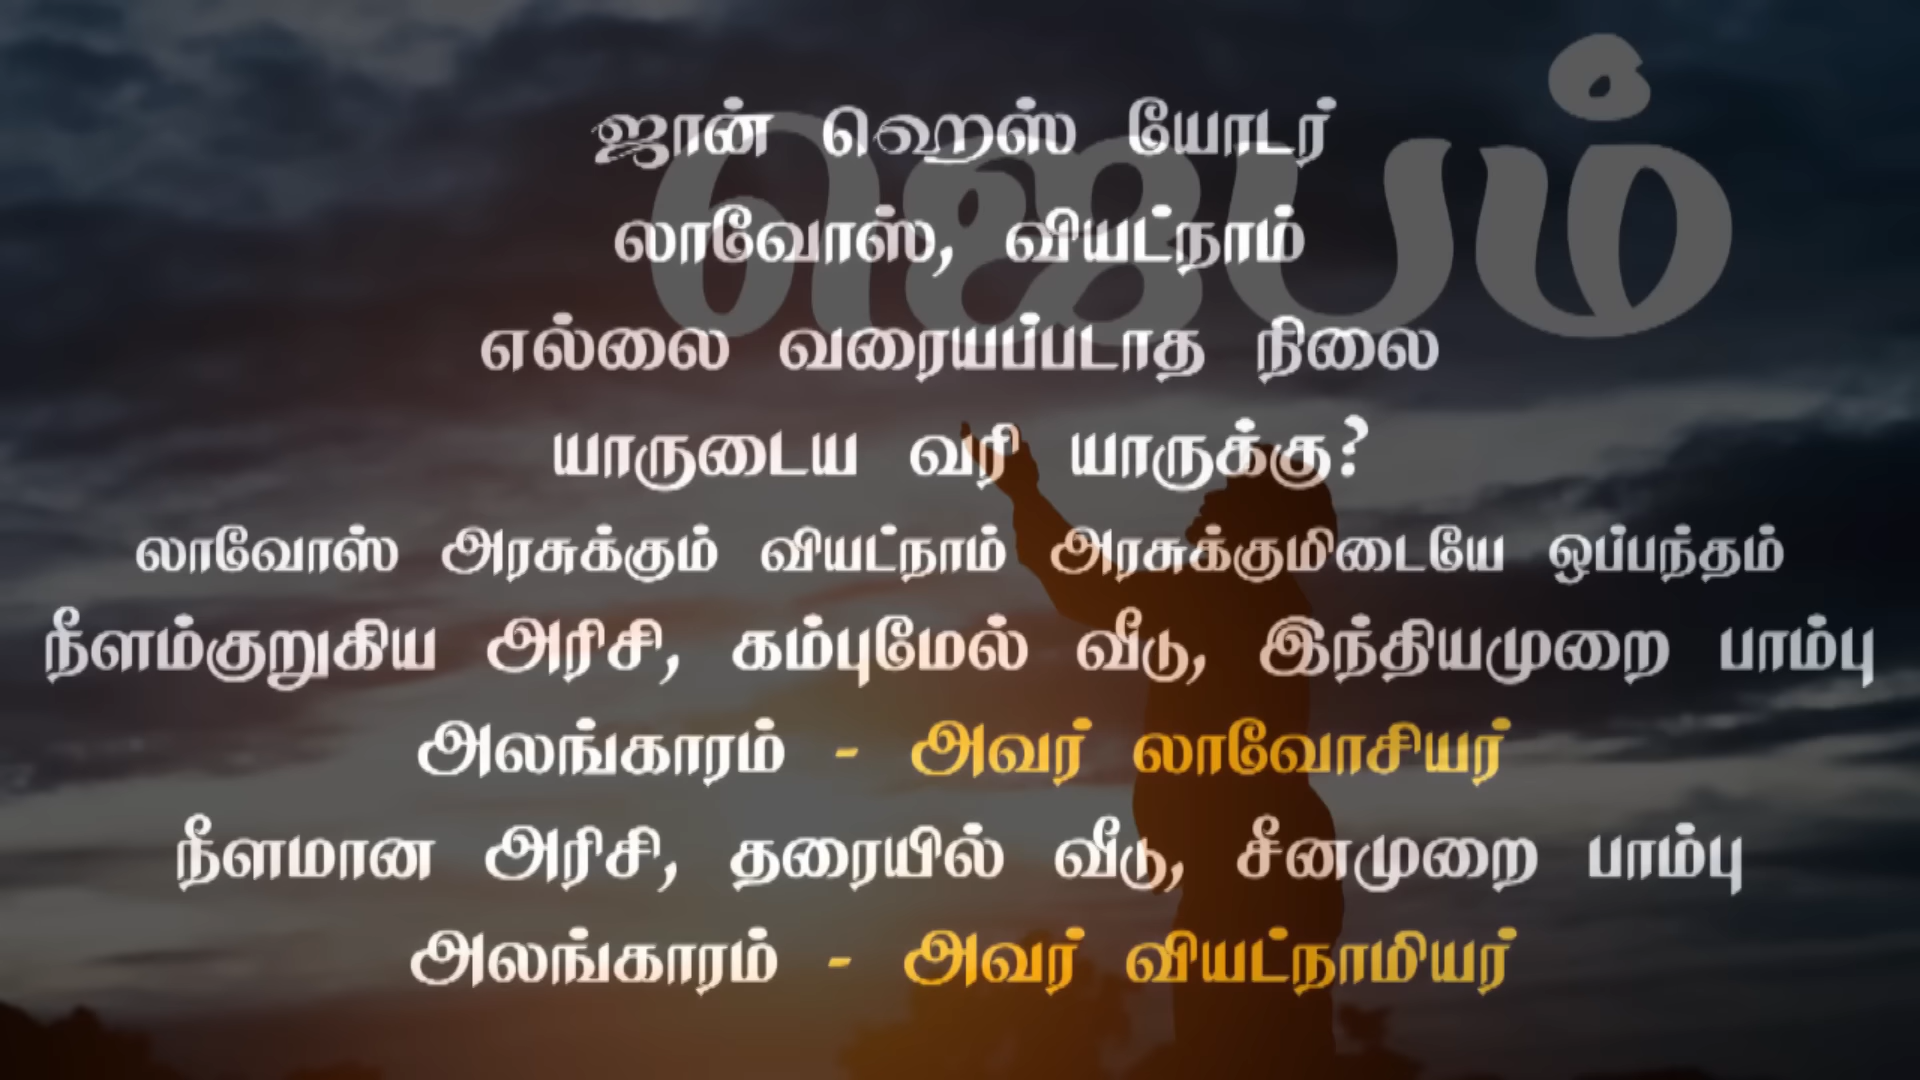 ஜெபம்
ஜான் ஹெஸ் யோடர்
லாவோஸ், வியட்நாம்
எல்லை வரையப்படாத நிலை
யாருடைய வரி யாருக்கு?
லாவோஸ் அரசுக்கும் வியட்நாம் அரசுக்குமிடையே ஒப்பந்தம்
நீளம்குறுகிய அரிசி, கம்புமேல் வீடு, இந்தியமுறை பாம்பு
அலங்காரம் - அவர் லாவோசியர்
நீளமான அரிசி, தரையில் வீடு, சீனமுறை பாம்பு
அலங்காரம் - அவர் வியட்நாமியர்